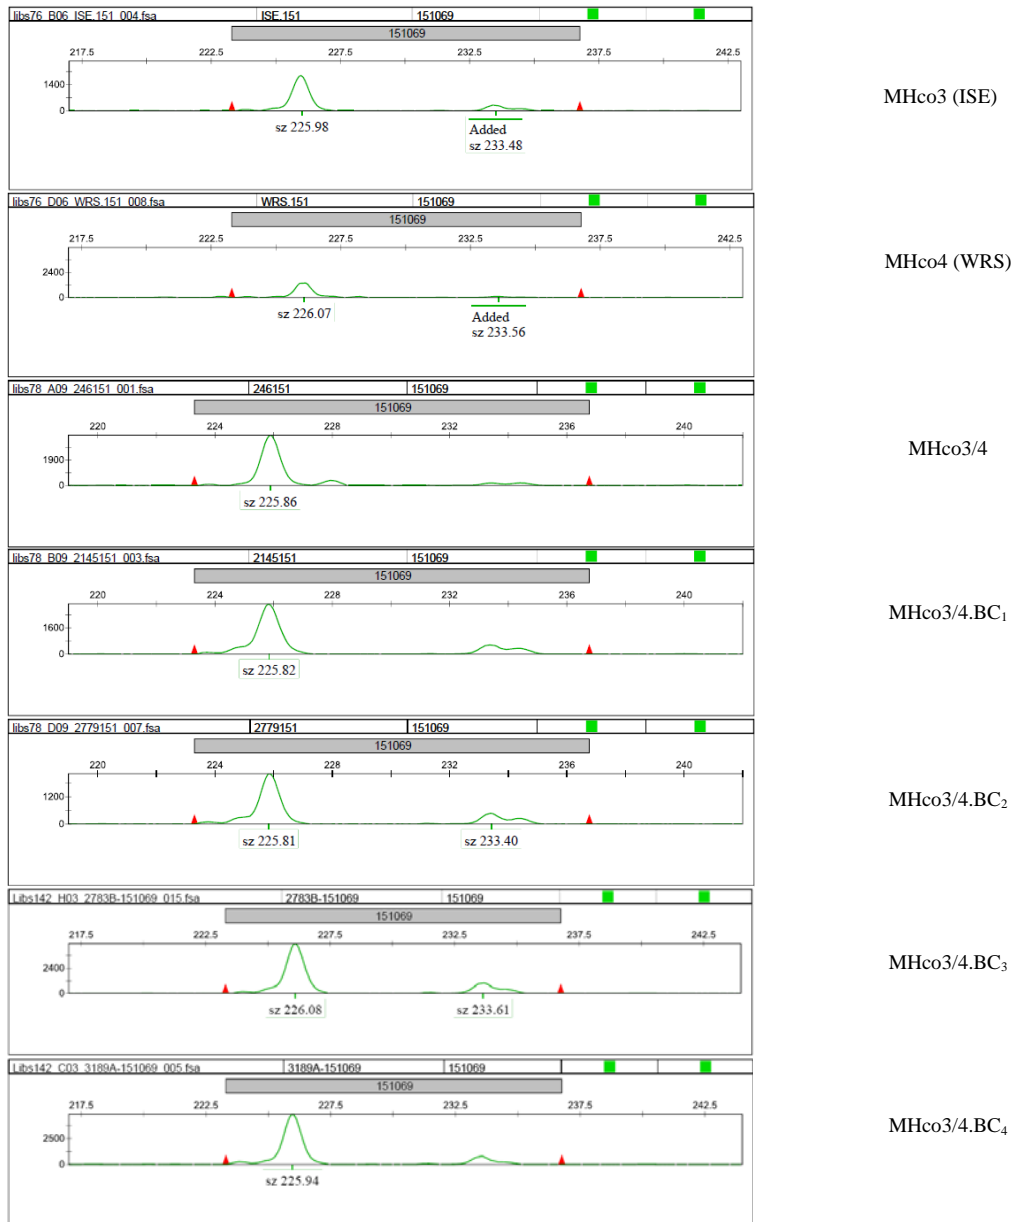 libs76_B06_ISE.151_004.fsa ISE.151 151069
151069
217.5 222.5 227.5 232.5 237.5 242.5
1400
0
sz 225.98
Added
sz 233.48
MHco3 (ISE)
libs76_D06_WRS.151_008.fsa WRS.151 151069
151069
217.5 222.5 227.5 232.5 237.5 242.5
2400
0
sz 226.07
Added
sz 233.56
MHco4 (WRS)
libs78_A09_246151_001.fsa 246151 151069
151069
220 224 228 232 236 240
1900
0
sz 225.86
MHco3/4
libs78_B09_2145151_003.fsa 2145151 151069
151069
220 224 228 232 236 240
1600
0
sz 225.82
MHco3/4.BC₁
libs78_D09_2779151_007.fsa 2779151 151069
151069
220 224 228 232 236 240
1200
0
sz 225.81 sz 233.40
MHco3/4.BC₂
Libs142_H03_2783B-151069_015.fsa 2783B-151069 151069
151069
217.5 222.5 227.5 232.5 237.5 242.5
2400
0
sz 226.08 sz 233.61
MHco3/4.BC₃
Libs142_C03_3189A-151069_005.fsa 3189A-151069 151069
151069
217.5 222.5 227.5 232.5 237.5 242.5
2500
0
sz 225.94
MHco3/4.BC₄